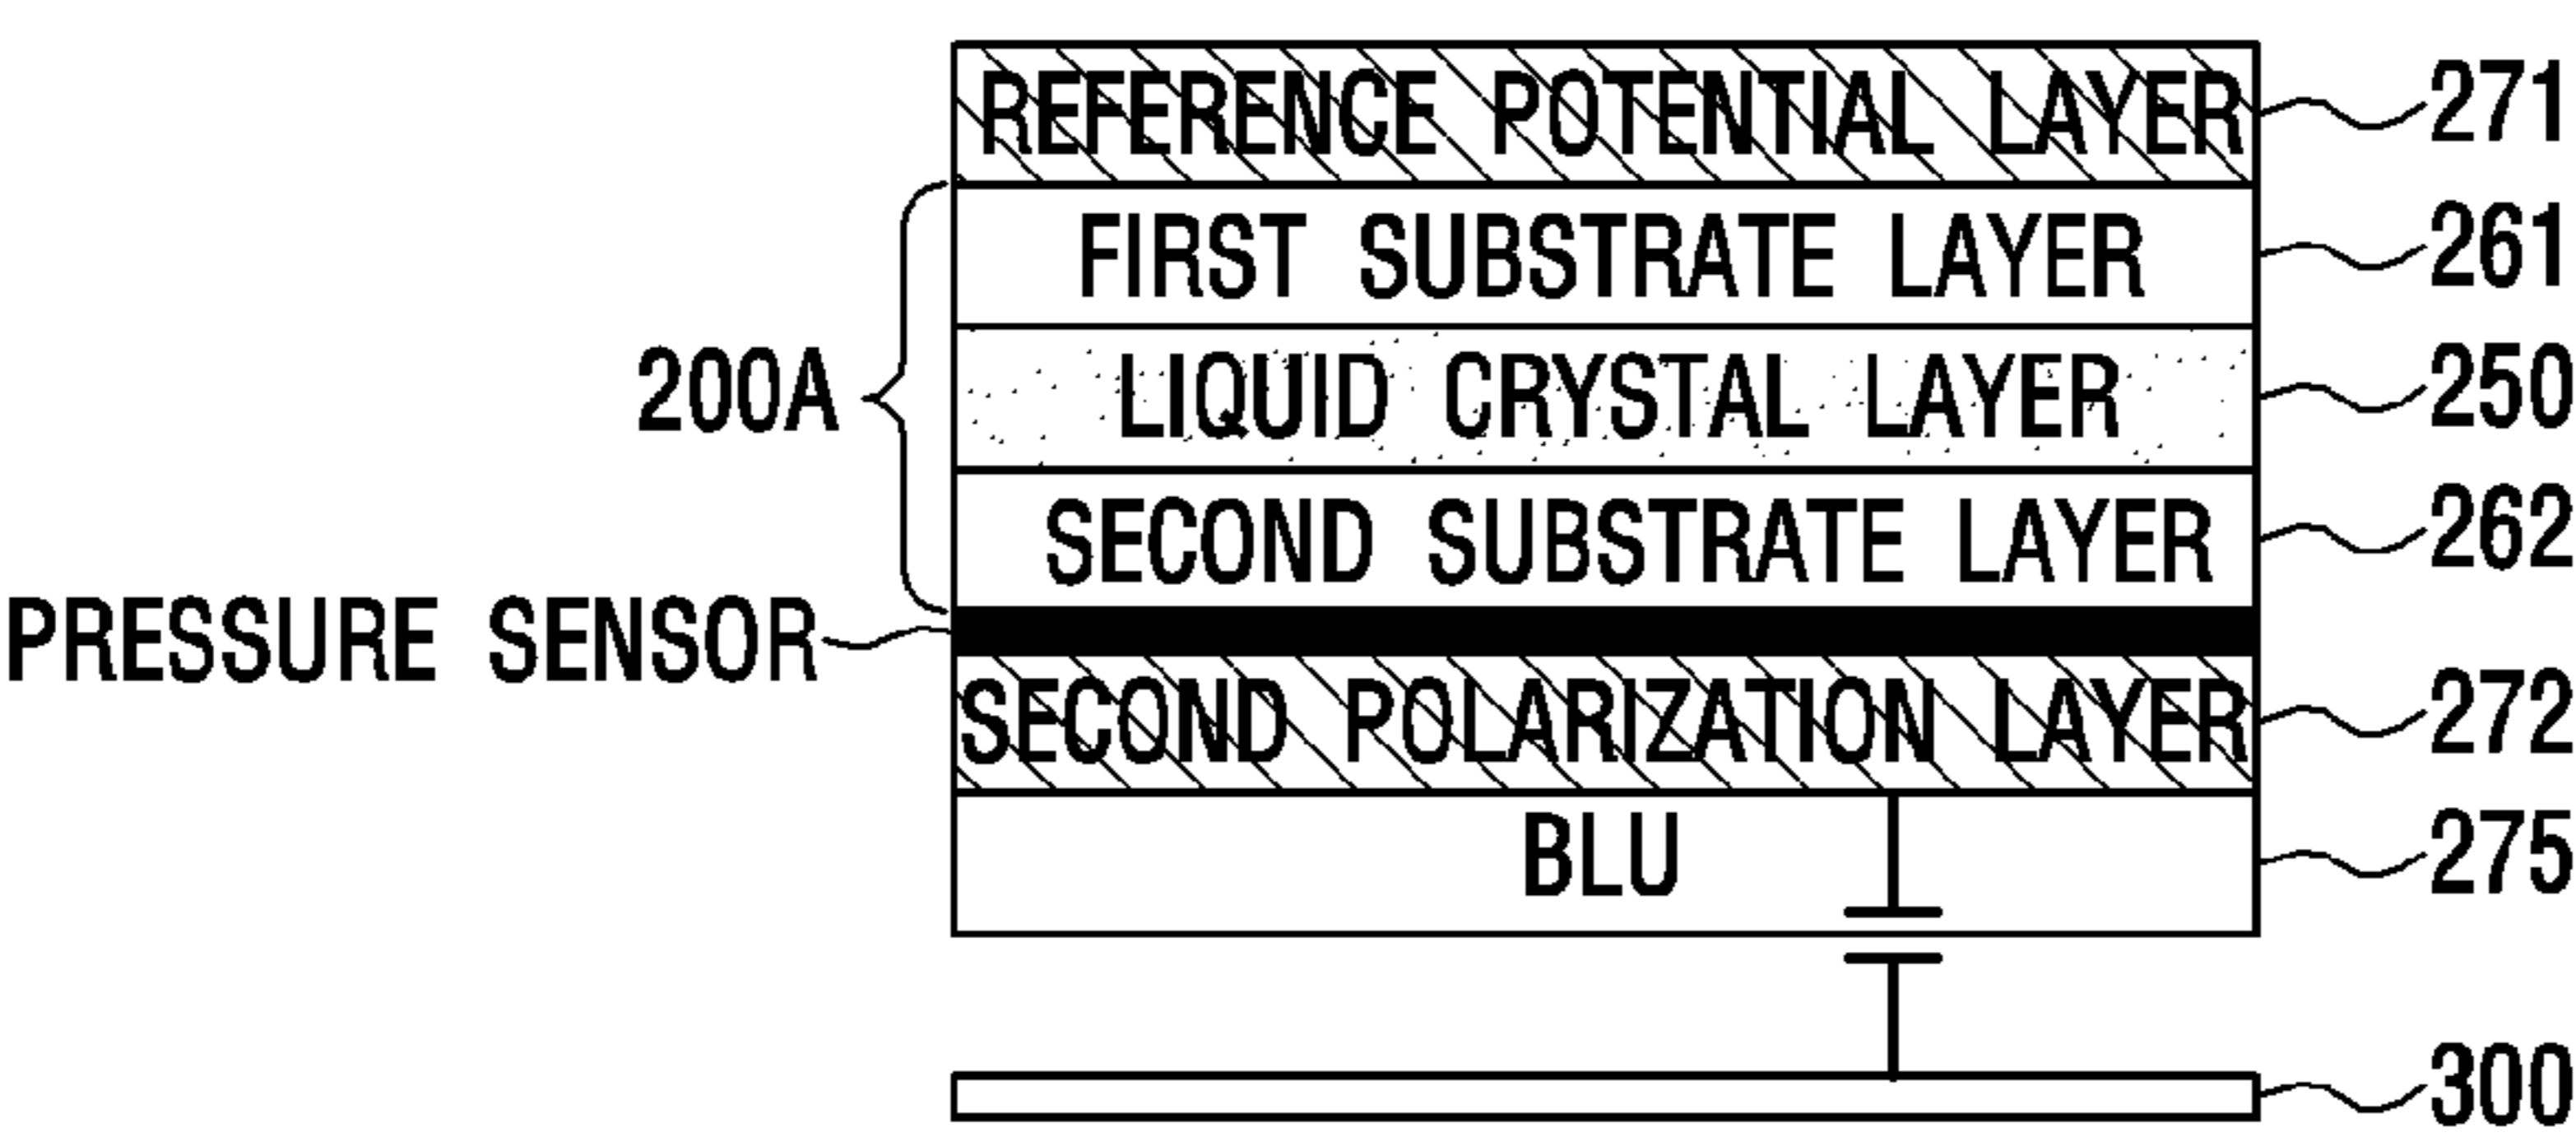 REFERENCE POTENTIAL LAYER 271
FIRST SUBSTRATE LAYER 261
200A LIQUID CRYSTAL LAYER 250
SECOND SUBSTRATE LAYER 262
PRESSURE SENSOR
SECOND POLARIZATION LAYER 272
BLU 275
300